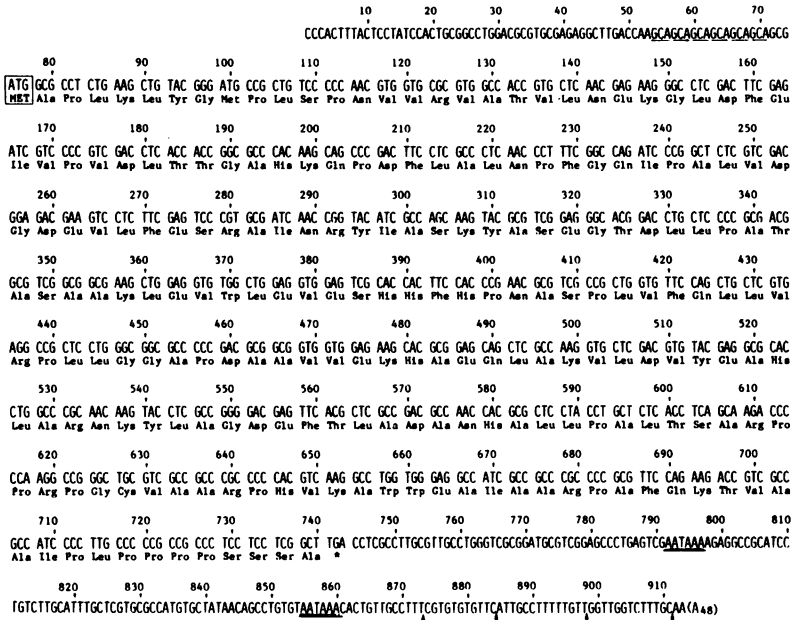 10 20 30 40 50 60 70
CCCACTTTACTCCTATCCACTGCGGCCTGGACGCGTGCGAGAGGCTTGACCAAGCAGCAGCAGCAGCAGCAGCG
80 90 100 110 120 130 140 150 160
ATG GCG CCT CTG AAG CTG TAC GGG ATG CCG CTG TCC CCC AAC GTG GTG CGC GTG GCC ACC GTG CTC AAC GAG AAG GGC CTC GAC TTC GAG
MET Ala Pro Leu Lys Leu Tyr Gly Met Pro Leu Ser Pro Asn Val Val Arg Val Ala Thr Val Leu Asn Glu Lys Gly Leu Asp Phe Glu
170 180 190 200 210 220 230 240 250
ATC GTC CCC GTC GAC CTC ACC ACC GGC GCC CAC AAG CAG CCC GAC TTC CTC GCC CTC AAC CCT TTC GGC CAG ATC CCG GCT CTC GTC GAC
Ile Val Pro Val Asp Leu Thr Thr Gly Ala His Lys Gln Pro Asp Phe Leu Ala Leu Asn Pro Phe Gly Gln Ile Pro Ala Leu Val Asp
260 270 280 290 300 310 320 330 340
GGA GAC GAA GTC CTC TTC GAG TCC CGT GCG ATC AAC CGG TAC ATC GCC AGC AAG TAC GCG TCG GAG GGC ACG GAC CTG CTC CCC GCG ACG
Gly Asp Glu Val Leu Phe Glu Ser Arg Ala Ile Asn Arg Tyr Ile Ala Ser Lys Tyr Ala Ser Glu Gly Thr Asp Leu Leu Pro Ala Thr
350 360 370 380 390 400 410 420 430
GCG TCG GCG GCG AAG CTG GAG GTG TGG CTG GAG GTG GAG TCG CAC CAC TTC CAC CCG AAC GCG TCG CCG CTG GTG TTC CAG CTG CTC GTG
Ala Ser Ala Ala Lys Leu Glu Val Trp Leu Glu Val Glu Ser His His Phe His Pro Asn Ala Ser Pro Leu Val Phe Gln Leu Leu Val
440 450 460 470 480 490 500 510 520
AGG CCG CTC CTG GGC GGC GCC CCC GAC GCG GCG GTG GTG GAG AAG CAC GCG GAG CAG CTC GCC AAG GTG CTC GAC GTG TAC GAG GCG CAC
Arg Pro Leu Leu Gly Gly Ala Pro Asp Ala Ala Val Val Glu Lys His Ala Glu Gln Leu Ala Lys Val Leu Asp Val Tyr Glu Ala His
530 540 550 560 570 580 590 600 610
CTG GCC CGC AAC AAG TAC CTC GCC GGG GAC GAG TTC ACG CTC GCC GAC GCC AAC CAC GCG CTC CTA CCT GCT CTC ACC TCA GCA AGA CCC
Leu Ala Arg Asn Lys Tyr Leu Ala Gly Asp Glu Phe Thr Leu Ala Asp Ala Asn His Ala Leu Leu Pro Ala Leu Thr Ser Ala Arg Pro
620 630 640 650 660 670 680 690 700
CCA AGG CCG GGC TGC GTC GCC GCC CGC CCC CAC GTC AAG GCC TGG TGG GAG GCC ATC GCC GCC CGC CCC GCG TTC CAG AAG ACC GTC GCC
Pro Arg Pro Gly Cys Val Ala Ala Arg Pro His Val Lys Ala Trp Trp Glu Ala Ile Ala Ala Arg Pro Ala Phe Gln Lys Thr Val Ala
710 720 730 740 750 760 770 780 790 800 810
GCC ATC CCC TTG CCC CCG CCG CCC TCC TCC TCG GCT TGA CCTCGCCTTGCGTTGCCTGGGTCGCGGATGCGTCGGAGCCCTGAGTCGAATAAAAGAGGCCGCATCC
Ala Ile Pro Leu Pro Pro Pro Pro Ser Ser Ser Ala *
820 830 840 850 860 870 880 890 900 910
TGTCTTGCATTTGCTCGTGCGCCATGTGCTATAACAGCCTGTGTAATAAACACTGTTGCCTTTCGTGTGTGTTCATTGCCTTTTTGTTGGTTGGTCTTTGCAA(A48)